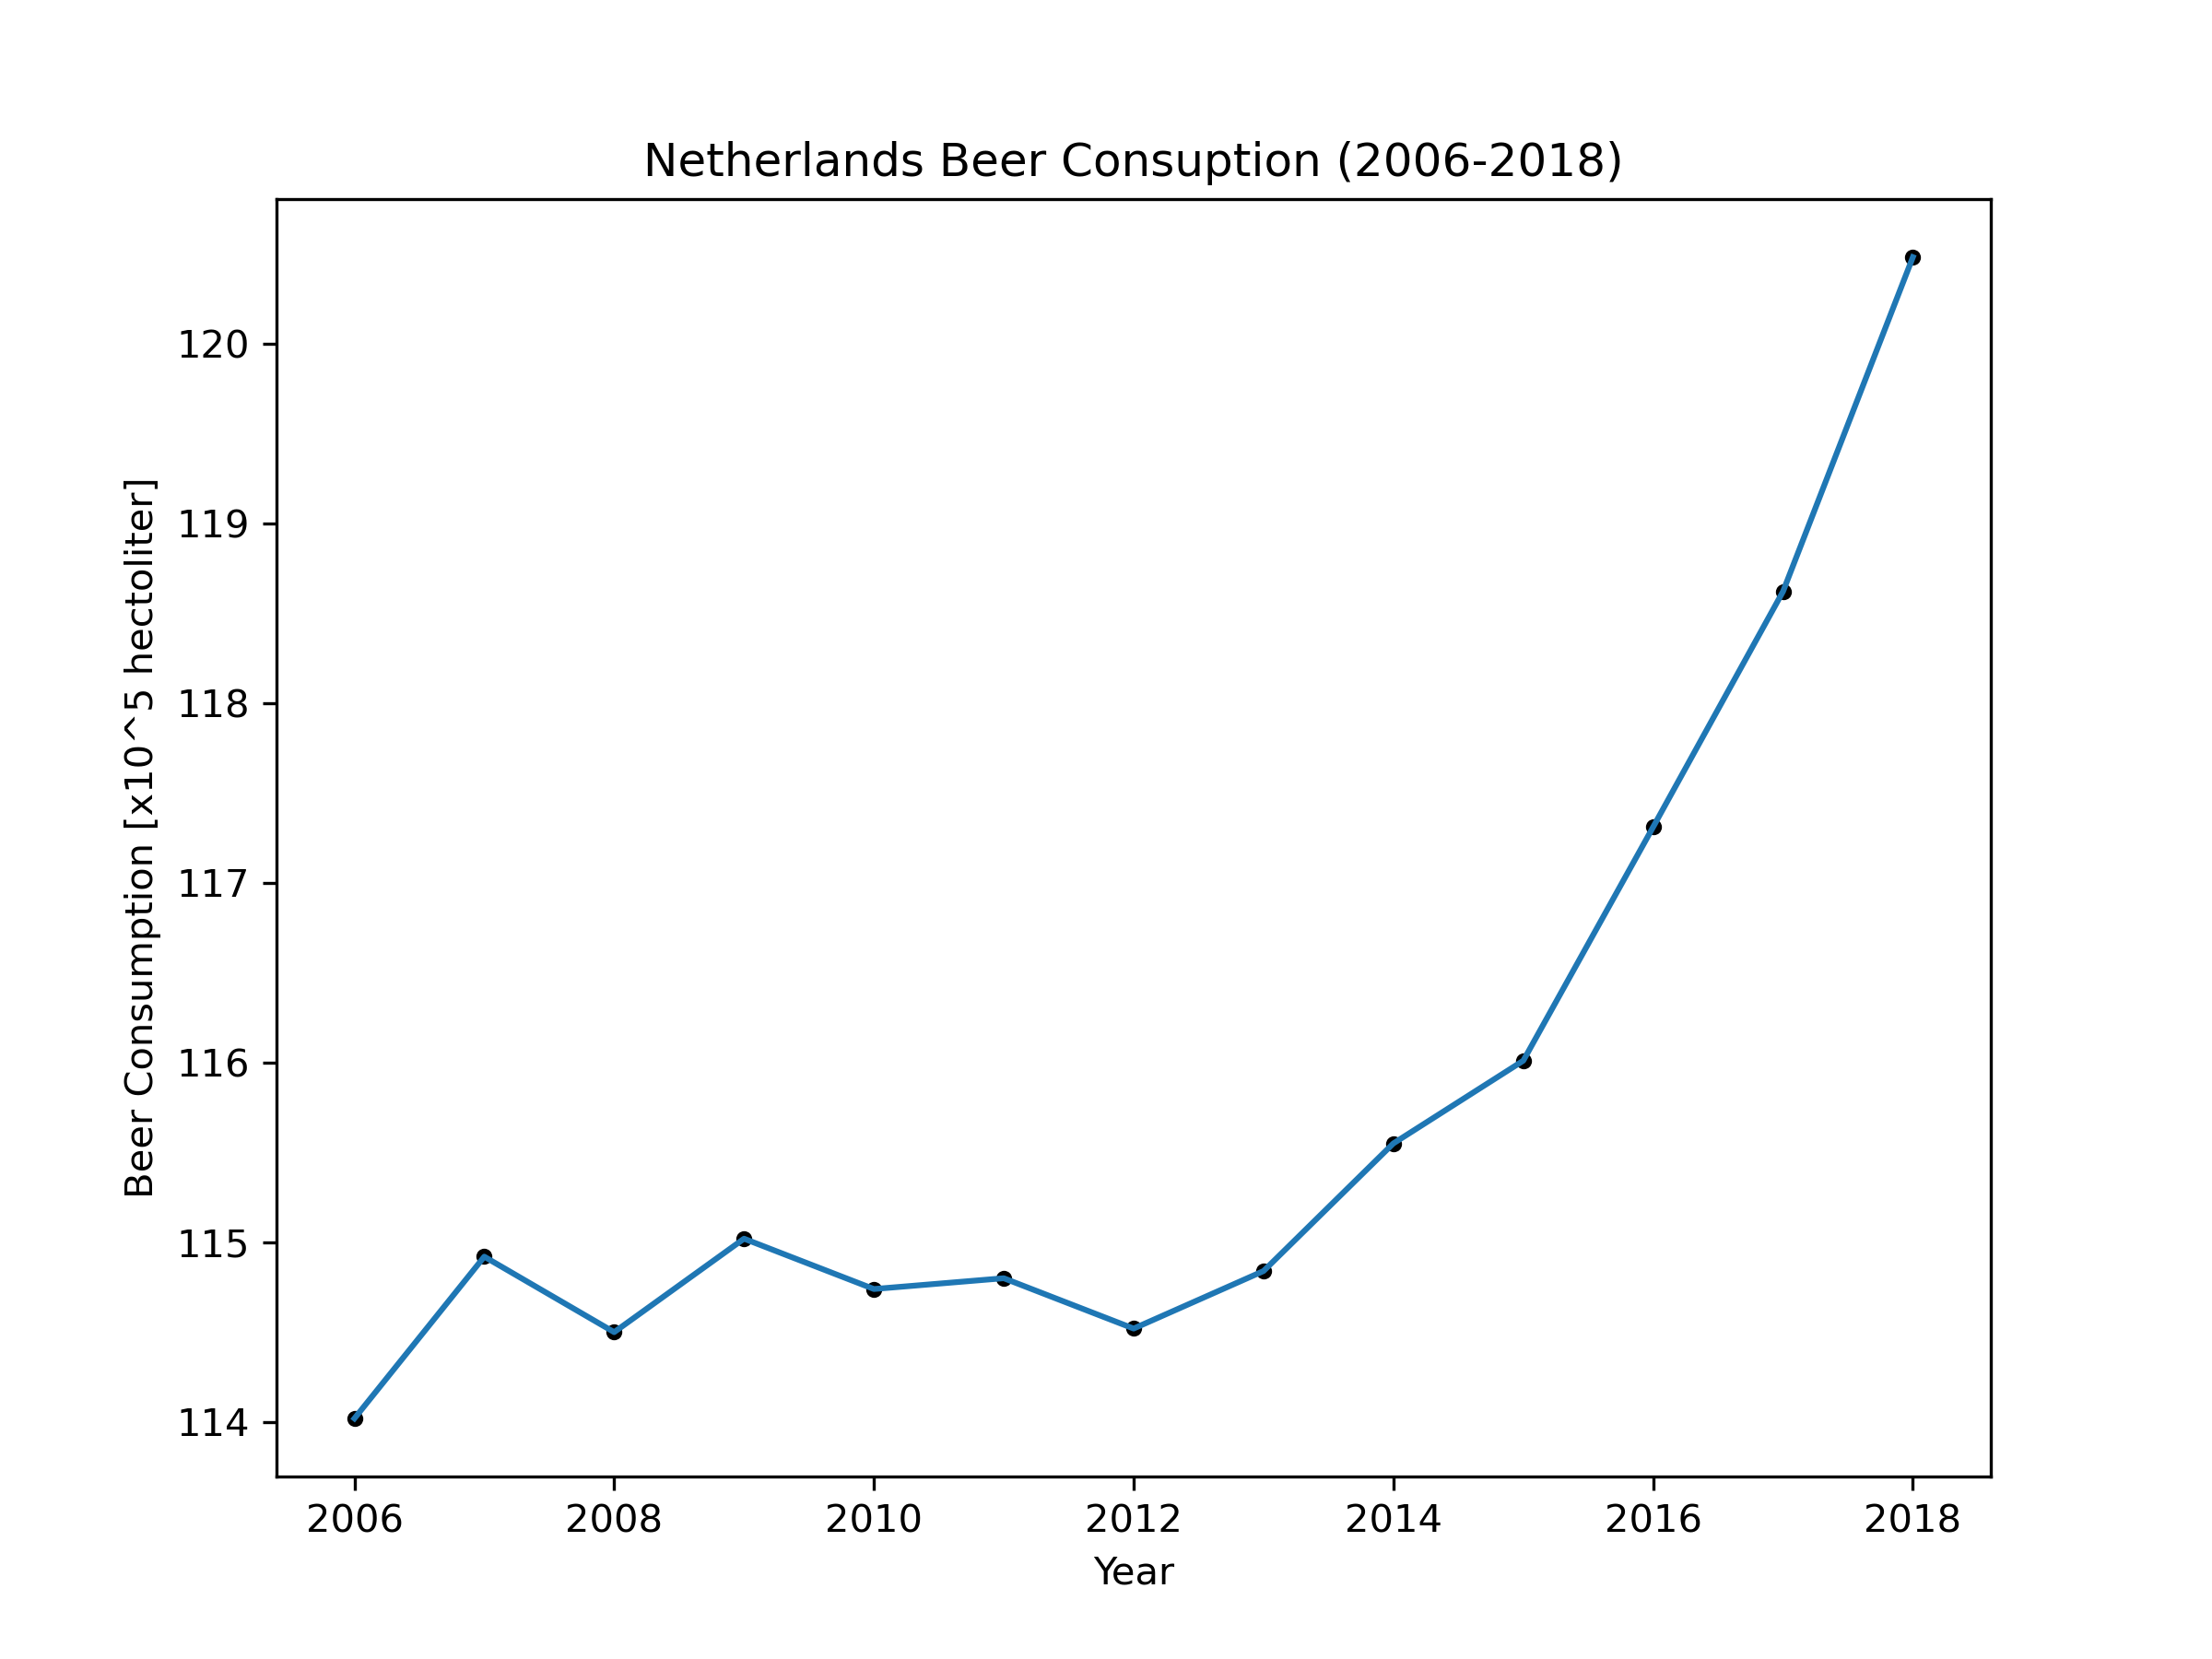 Netherlands Beer Consuption (2006-2018)
Beer Consumption [x10^5 hectoliter]
120
119
118
117
116
115
114
2006 2008 2010 2012 2014 2016 2018
Year